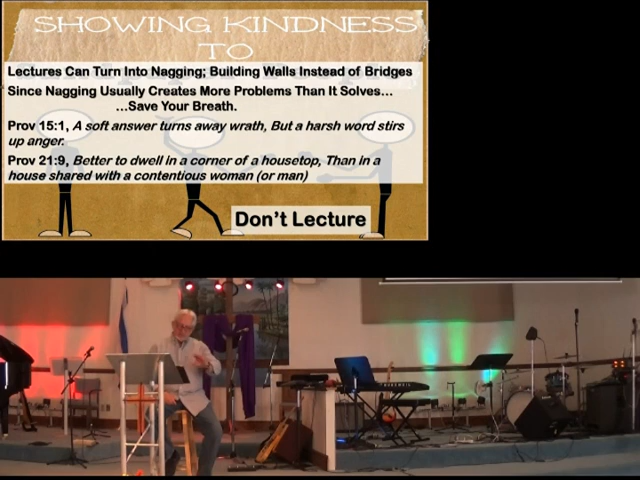 SHOWING KINDNESS
TO
Lectures Can Turn Into Nagging; Building Walls Instead of Bridges
Since Nagging Usually Creates More Problems Than It Solves…
…Save Your Breath.
Prov 15:1, A soft answer turns away wrath, But a harsh word stirs
up anger.
Prov 21:9, Better to dwell in a corner of a housetop, Than in a
house shared with a contentious woman (or man)
Don't Lecture